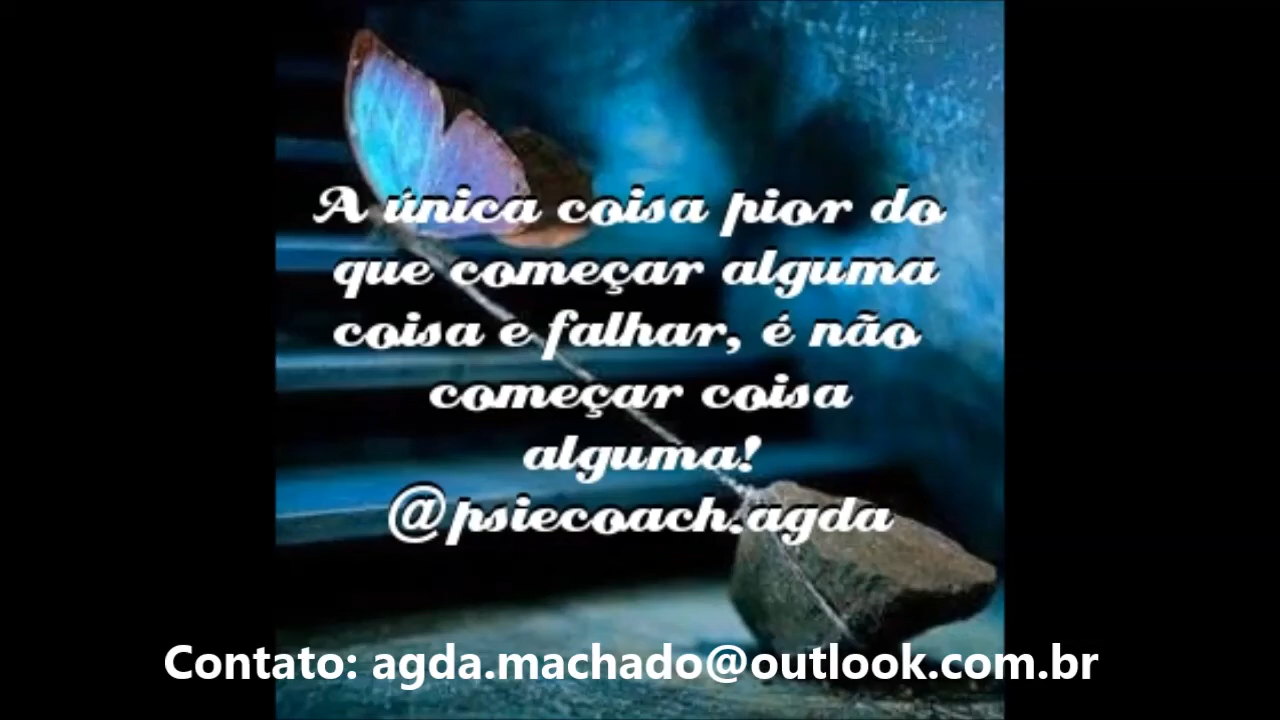 A única coisa pior do
que começar alguma
coisa e falhar, é não
começar coisa
alguma!
@psiecoach.agda
Contato: agda.machado@outlook.com.br